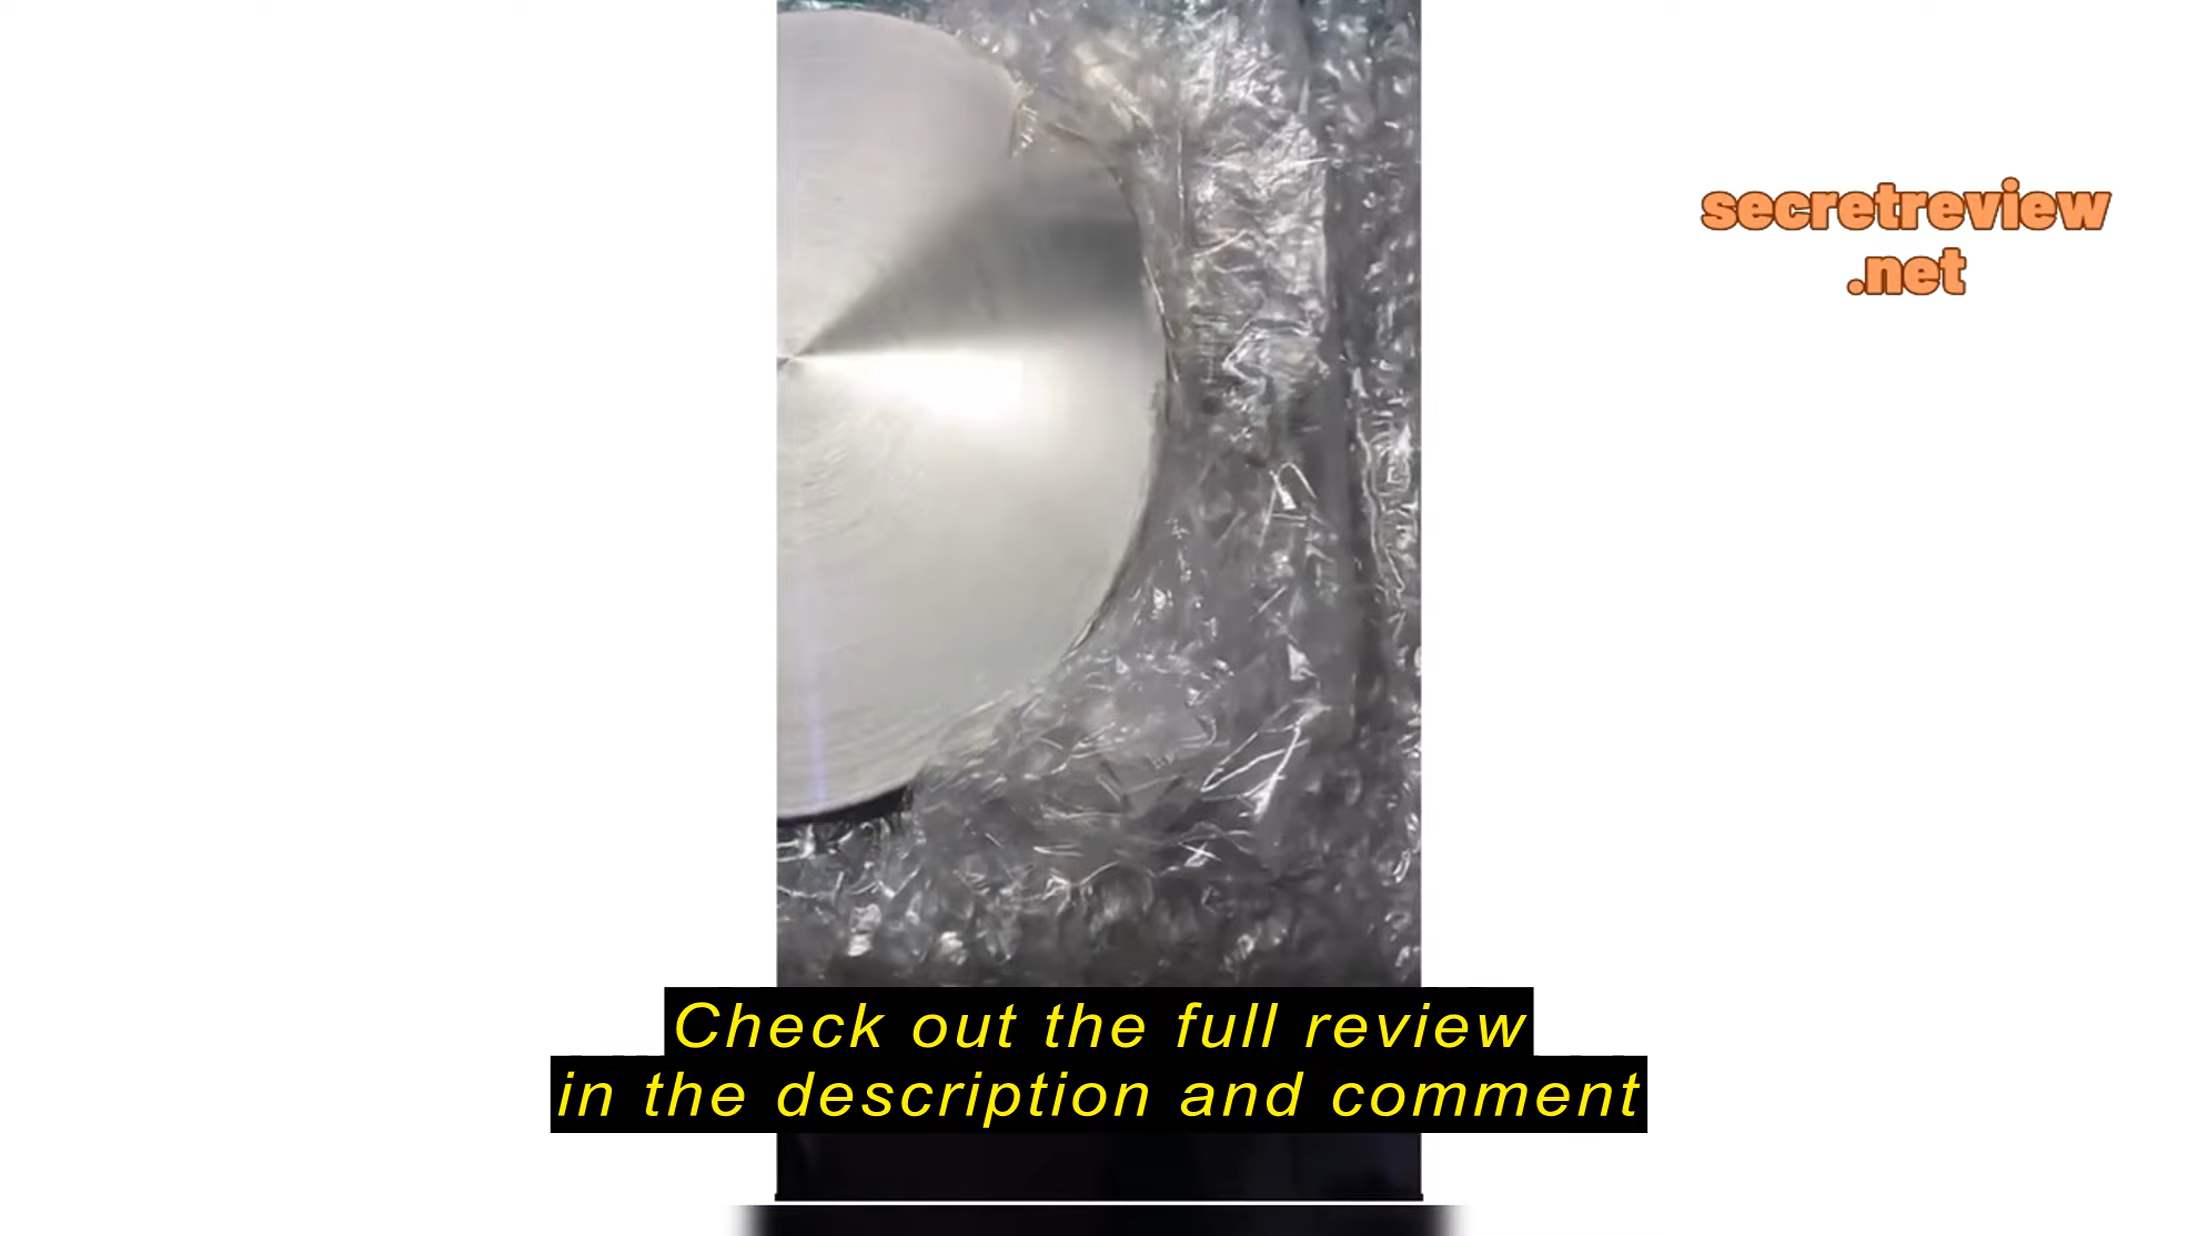 secretreview
.net
Check out the full review
in the description and comment